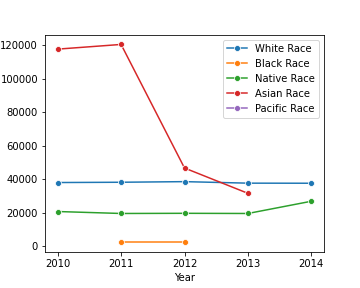 120000
100000
80000
60000
40000
20000
0
2010 2011 2012 2013 2014
Year
White Race
Black Race
Native Race
Asian Race
Pacific Race